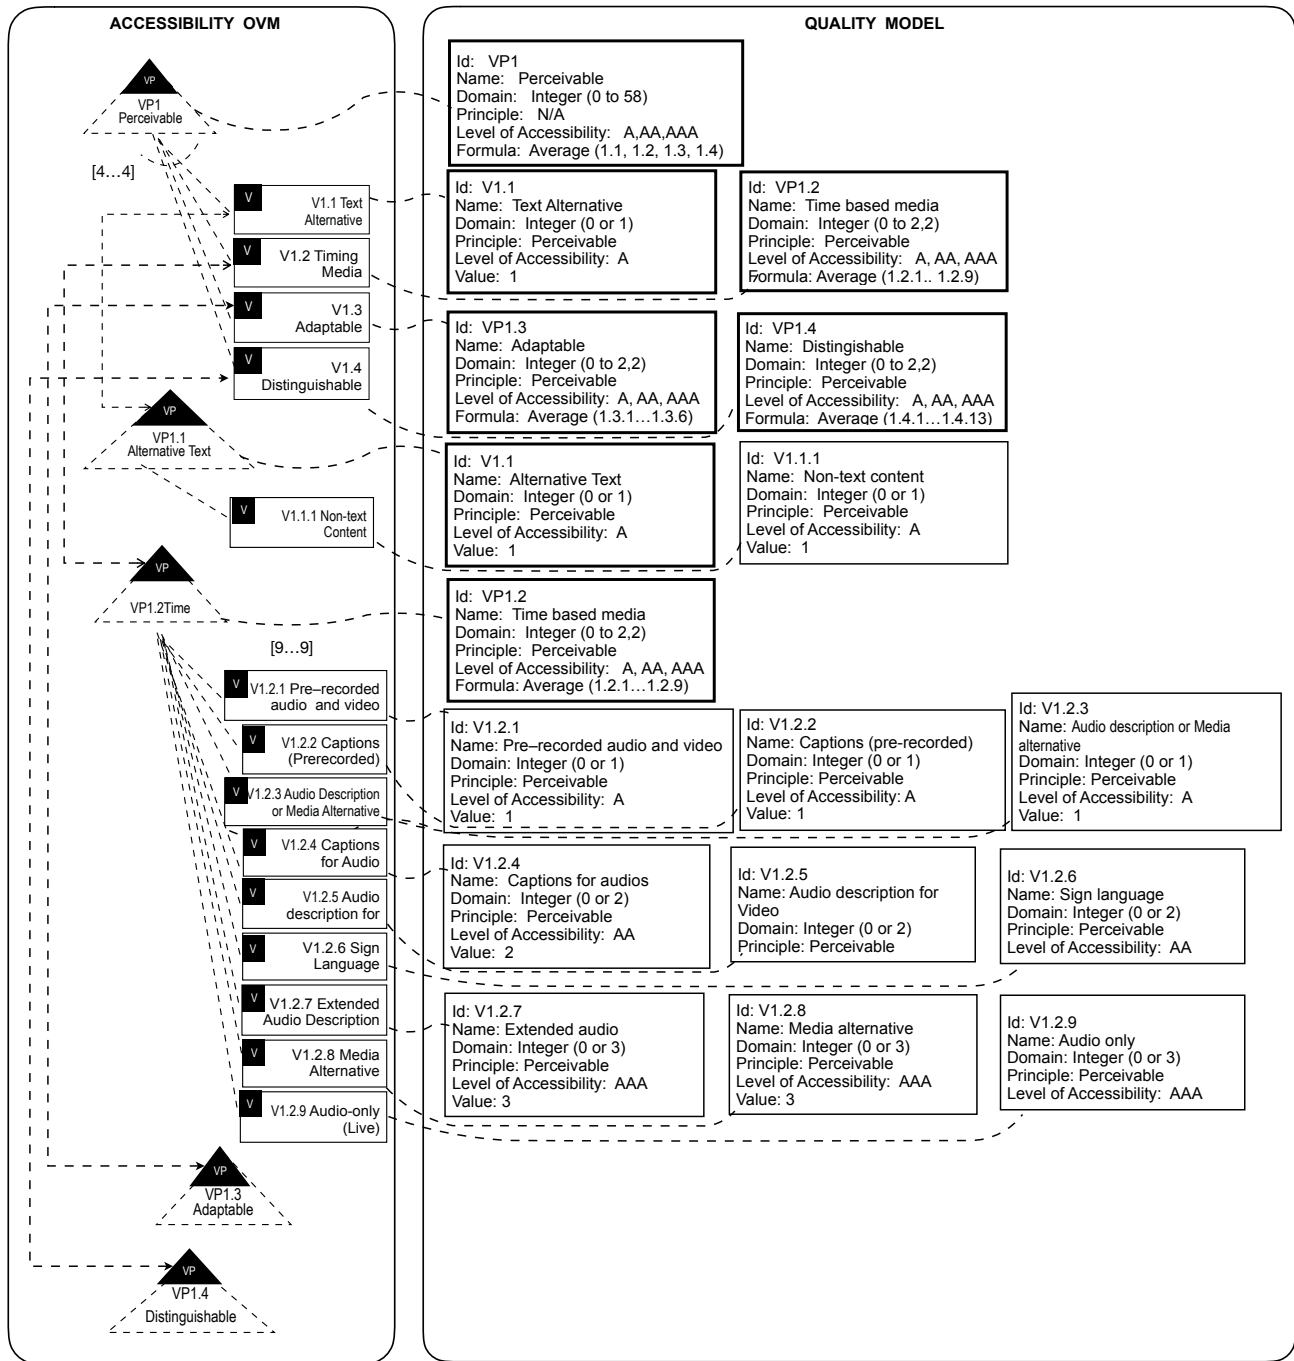 ACCESSIBILITY OVM
VP
VP1
Perceivable
[4…4]
V
V1.1 Text
Alternative
V
V1.2 Timing
Media
V
V1.3
Adaptable
V
V1.4
Distinguishable
VP
VP1.1
Alternative Text
V
V1.1.1 Non-text
Content
VP
VP1.2Time
[9…9]
V
V1.2.1 Pre–recorded
audio and video
V
V1.2.2 Captions
(Prerecorded)
V
V1.2.3 Audio Description
or Media Alternative
V
V1.2.4 Captions
for Audio
V
V1.2.5 Audio
description for
V
V1.2.6 Sign
Language
V
V1.2.7 Extended
Audio Description
V
V1.2.8 Media
Alternative
V
V1.2.9 Audio-only
(Live)
VP
VP1.3
Adaptable
VP
VP1.4
Distinguishable
QUALITY MODEL
Id: VP1
Name: Perceivable
Domain: Integer (0 to 58)
Principle: N/A
Level of Accessibility: A,AA,AAA
Formula: Average (1.1, 1.2, 1.3, 1.4)
Id: V1.1
Name: Text Alternative
Domain: Integer (0 or 1)
Principle: Perceivable
Level of Accessibility: A
Value: 1
Id: VP1.2
Name: Time based media
Domain: Integer (0 to 2,2)
Principle: Perceivable
Level of Accessibility: A, AA, AAA
Formula: Average (1.2.1.. 1.2.9)
Id: VP1.3
Name: Adaptable
Domain: Integer (0 to 2,2)
Principle: Perceivable
Level of Accessibility: A, AA, AAA
Formula: Average (1.3.1…1.3.6)
Id: VP1.4
Name: Distingishable
Domain: Integer (0 to 2,2)
Principle: Perceivable
Level of Accessibility: A, AA, AAA
Formula: Average (1.4.1…1.4.13)
Id: V1.1
Name: Alternative Text
Domain: Integer (0 or 1)
Principle: Perceivable
Level of Accessibility: A
Value: 1
Id: V1.1.1
Name: Non-text content
Domain: Integer (0 or 1)
Principle: Perceivable
Level of Accessibility: A
Value: 1
Id: VP1.2
Name: Time based media
Domain: Integer (0 to 2,2)
Principle: Perceivable
Level of Accessibility: A, AA, AAA
Formula: Average (1.2.1…1.2.9)
Id: V1.2.1
Name: Pre–recorded audio and video
Domain: Integer (0 or 1)
Principle: Perceivable
Level of Accessibility: A
Value: 1
Id: V1.2.2
Name: Captions (pre-recorded)
Domain: Integer (0 or 1)
Principle: Perceivable
Level of Accessibility: A
Value: 1
Id: V1.2.3
Name: Audio description or Media
alternative
Domain: Integer (0 or 1)
Principle: Perceivable
Level of Accessibility: A
Value: 1
Id: V1.2.4
Name: Captions for audios
Domain: Integer (0 or 2)
Principle: Perceivable
Level of Accessibility: AA
Value: 2
Id: V1.2.5
Name: Audio description for
Video
Domain: Integer (0 or 2)
Principle: Perceivable
Id: V1.2.6
Name: Sign language
Domain: Integer (0 or 2)
Principle: Perceivable
Level of Accessibility: AA
Id: V1.2.7
Name: Extended audio
Domain: Integer (0 or 3)
Principle: Perceivable
Level of Accessibility: AAA
Value: 3
Id: V1.2.8
Name: Media alternative
Domain: Integer (0 or 3)
Principle: Perceivable
Level of Accessibility: AAA
Value: 3
Id: V1.2.9
Name: Audio only
Domain: Integer (0 or 3)
Principle: Perceivable
Level of Accessibility: AAA